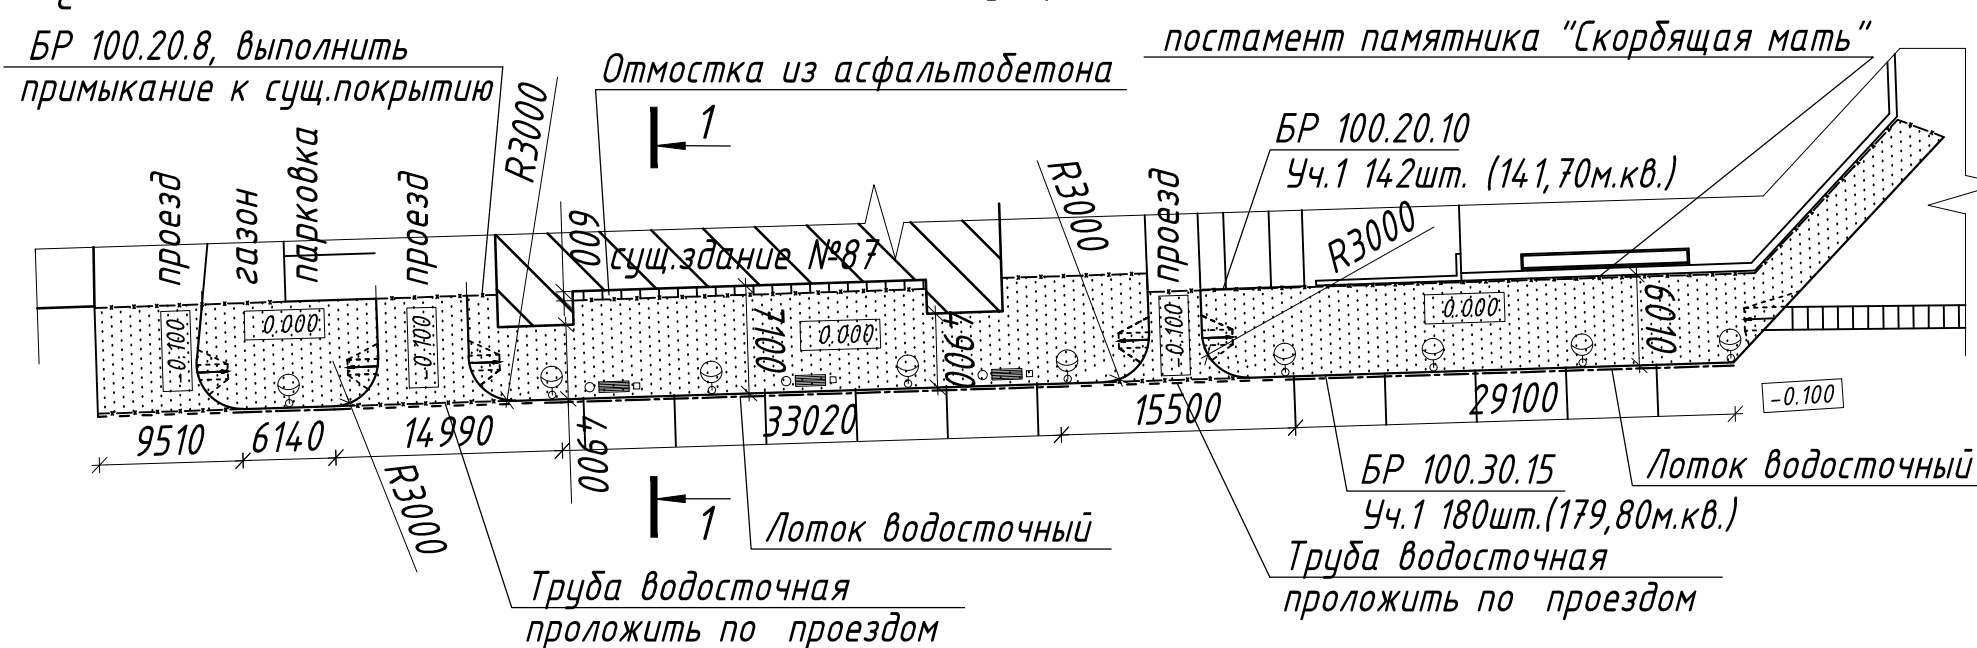 постамент памятника "Скорбящая мать"
БР 100.20.8, выполнить
примыкание к сущ.покрытию
Отмостка из асфальтобетона
1
R3000
БР 100.20.10
Уч.1 142шт. (141,70м.кв.)
проезд
газон
парковка
проезд
R3000
проезд
R3000
600
сущ.здание №87
-0.100
0.000
-0.100
7100
0.000
4900
-0.100
0.000
6010
9510
6140
14990
33020
15500
29100
-0.100
R3000
4900
1
БР 100.30.15
Уч.1 180шт.(179,80м.кв.)
Лоток водосточный
Лоток водосточный
Труба водосточная
проложить по проездом
Труба водосточная
проложить по проездом